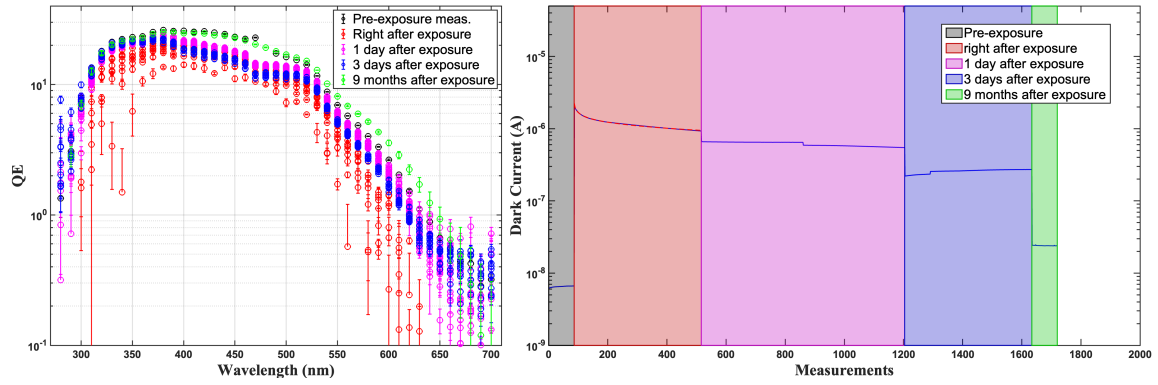 Pre-exposure meas.
Right after exposure
1 day after exposure
3 days after exposure
9 months after exposure
QE
10^1
10^0
10^-1
300 350 400 450 500 550 600 650 700
Wavelength (nm)
Pre-exposure
right after exposure
1 day after exposure
3 days after exposure
9 months after exposure
Dark Current (A)
10^-5
10^-6
10^-7
10^-8
10^-9
0 200 400 600 800 1000 1200 1400 1600 1800 2000
Measurements